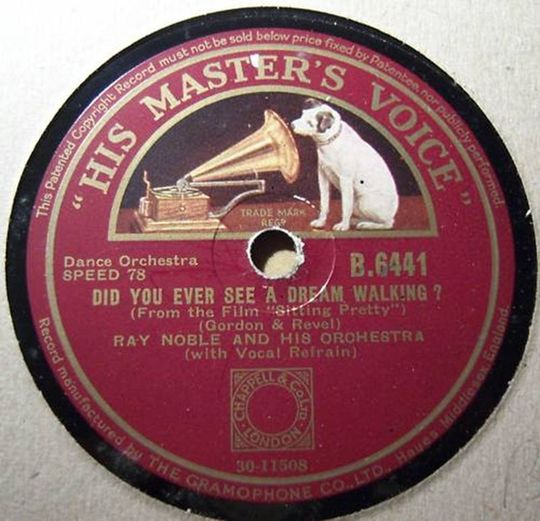 This Patented Copyright Record must not be sold below price fixed by Patentee, nor publicly performed.
"HIS MASTER'S VOICE"
TRADE MARK
REGD
Dance Orchestra
SPEED 78
B.6441
DID YOU EVER SEE A DREAM WALKING?
(From the Film "Sitting Pretty")
(Gordon & Revel)
RAY NOBLE AND HIS ORCHESTRA
(with Vocal Refrain)
CHAPPELL & Co LTD
LONDON
30-11508
Record manufactured by THE GRAMOPHONE CO., LTD., Hayes, Middlesex, England.